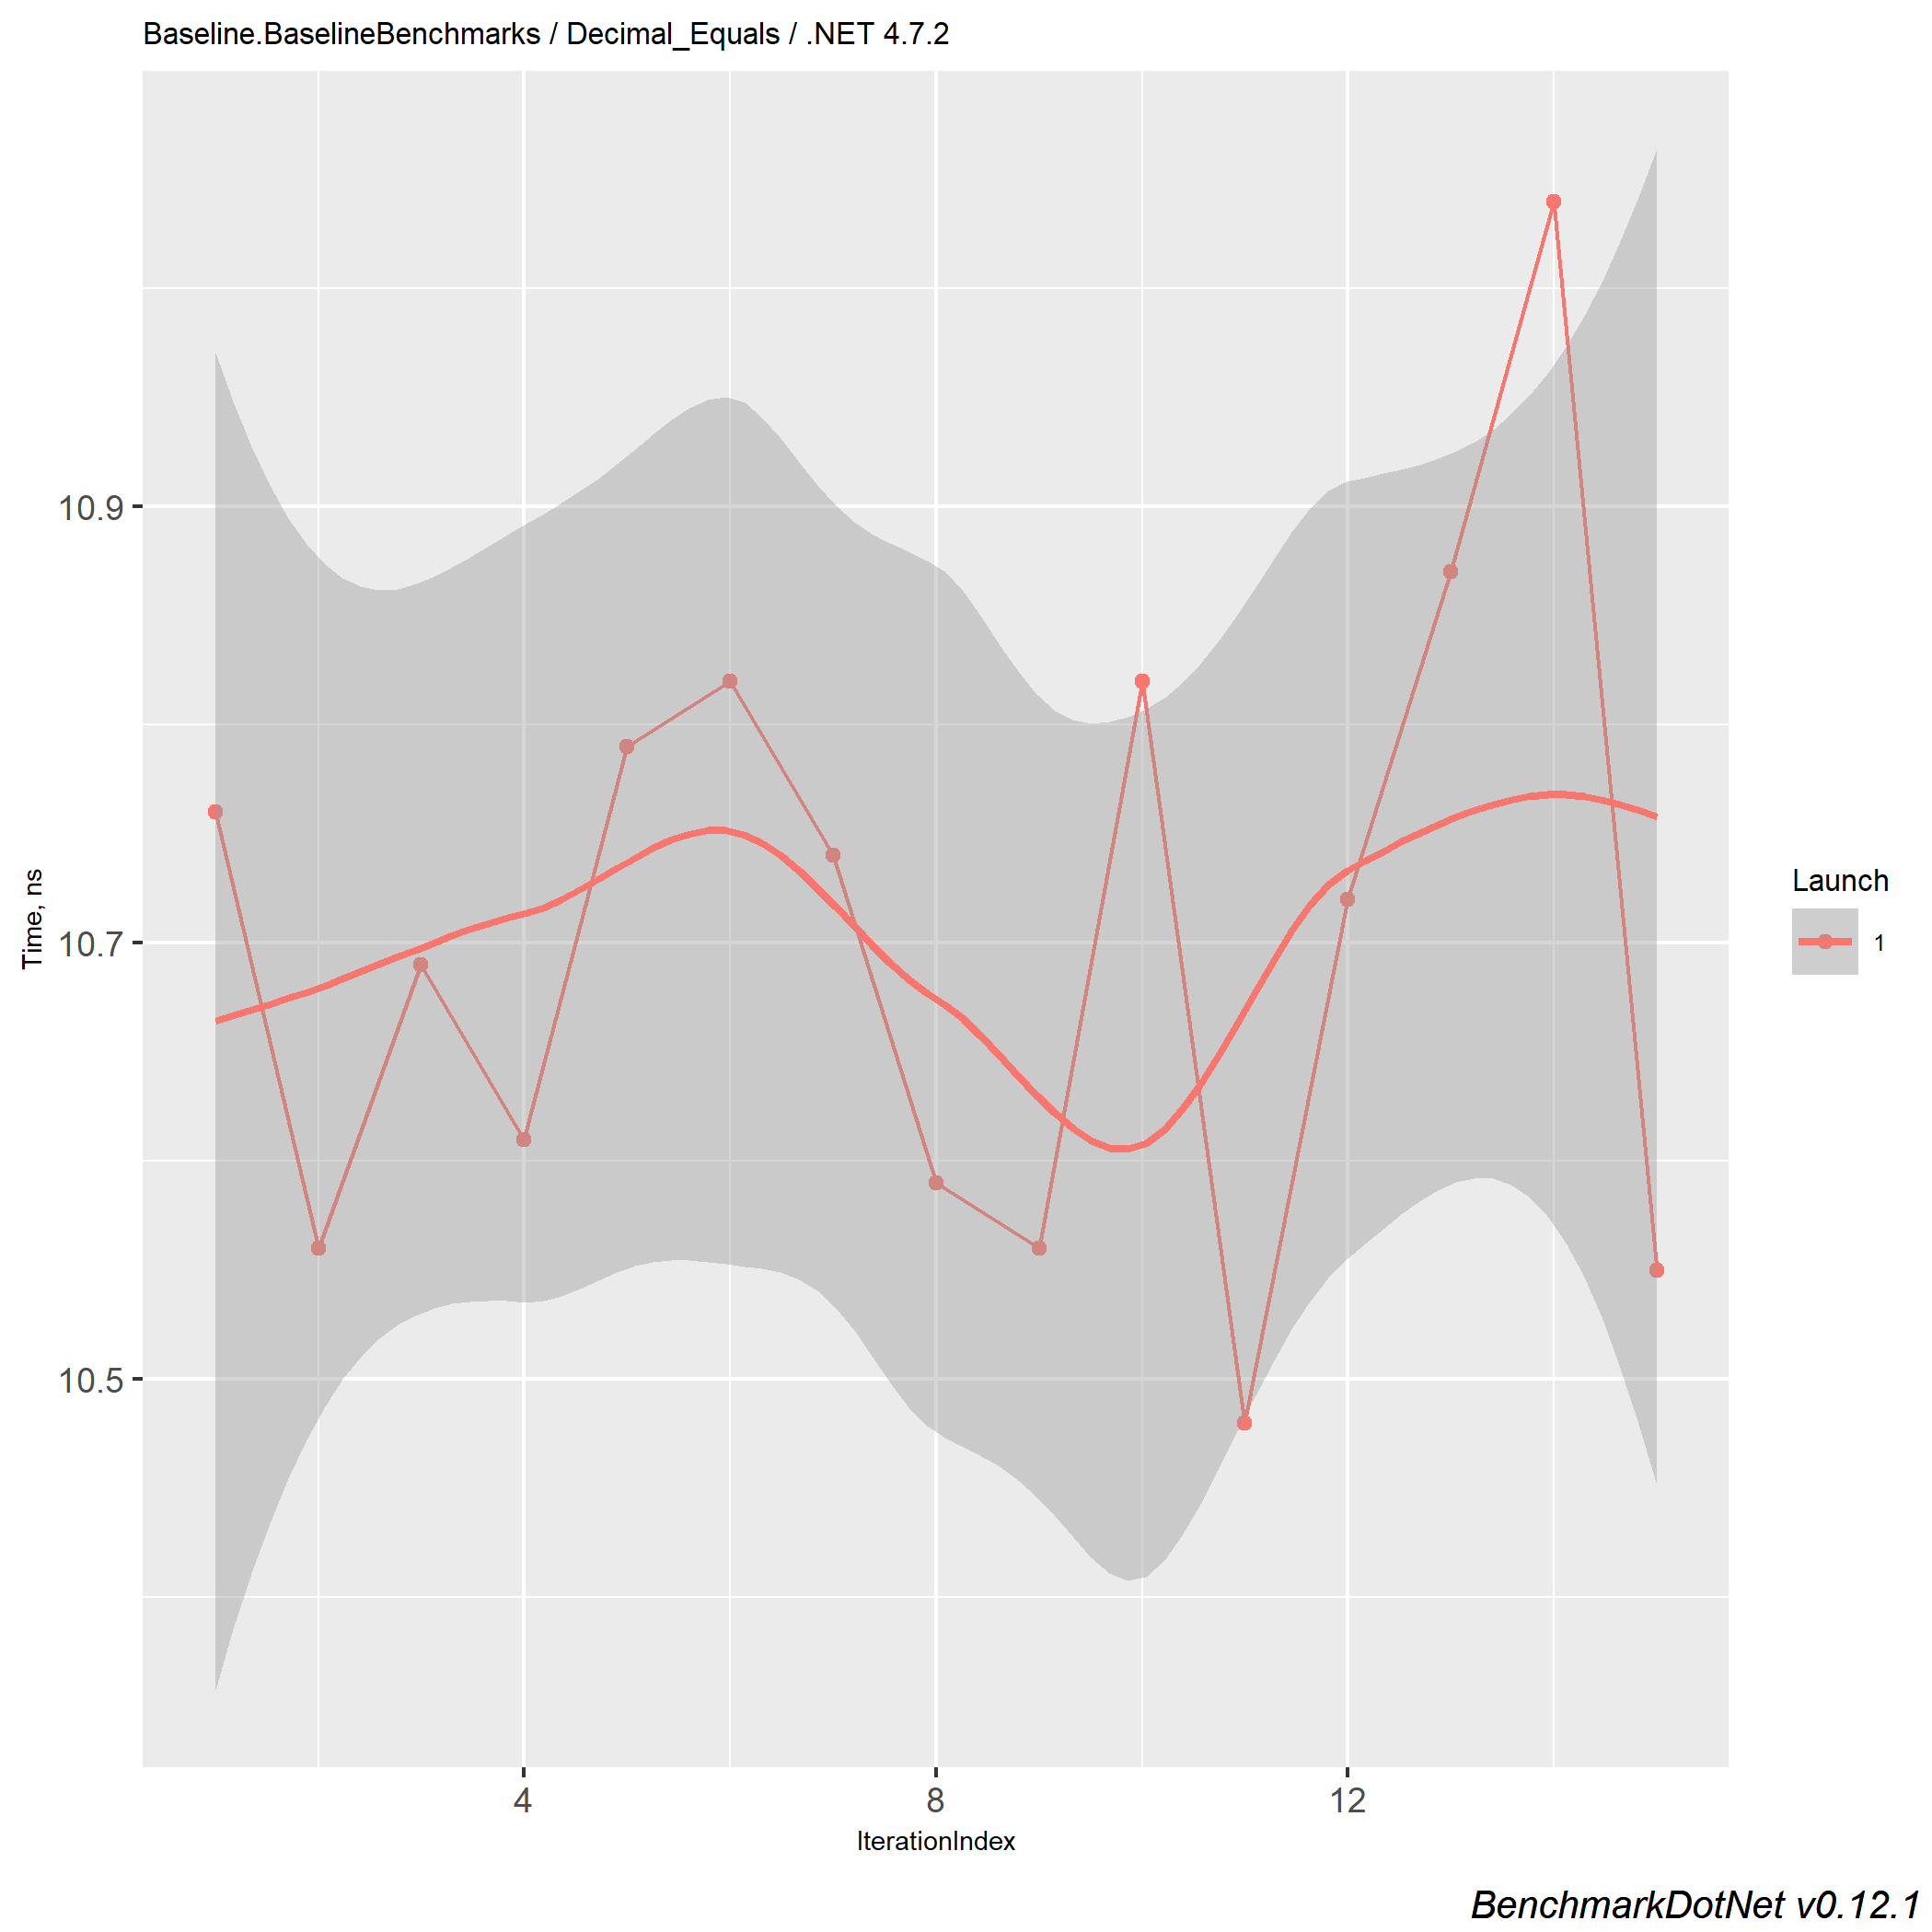 Baseline.BaselineBenchmarks / Decimal_Equals / .NET 4.7.2
10.9
10.7
10.5
Time, ns
4 8 12
IterationIndex
Launch
1
BenchmarkDotNet v0.12.1